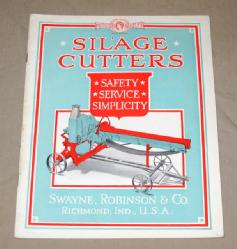 SILAGE
CUTTERS
SAFETY
SERVICE
SIMPLICITY
SWAYNE, ROBINSON & CO.
RICHMOND, IND., U.S.A.